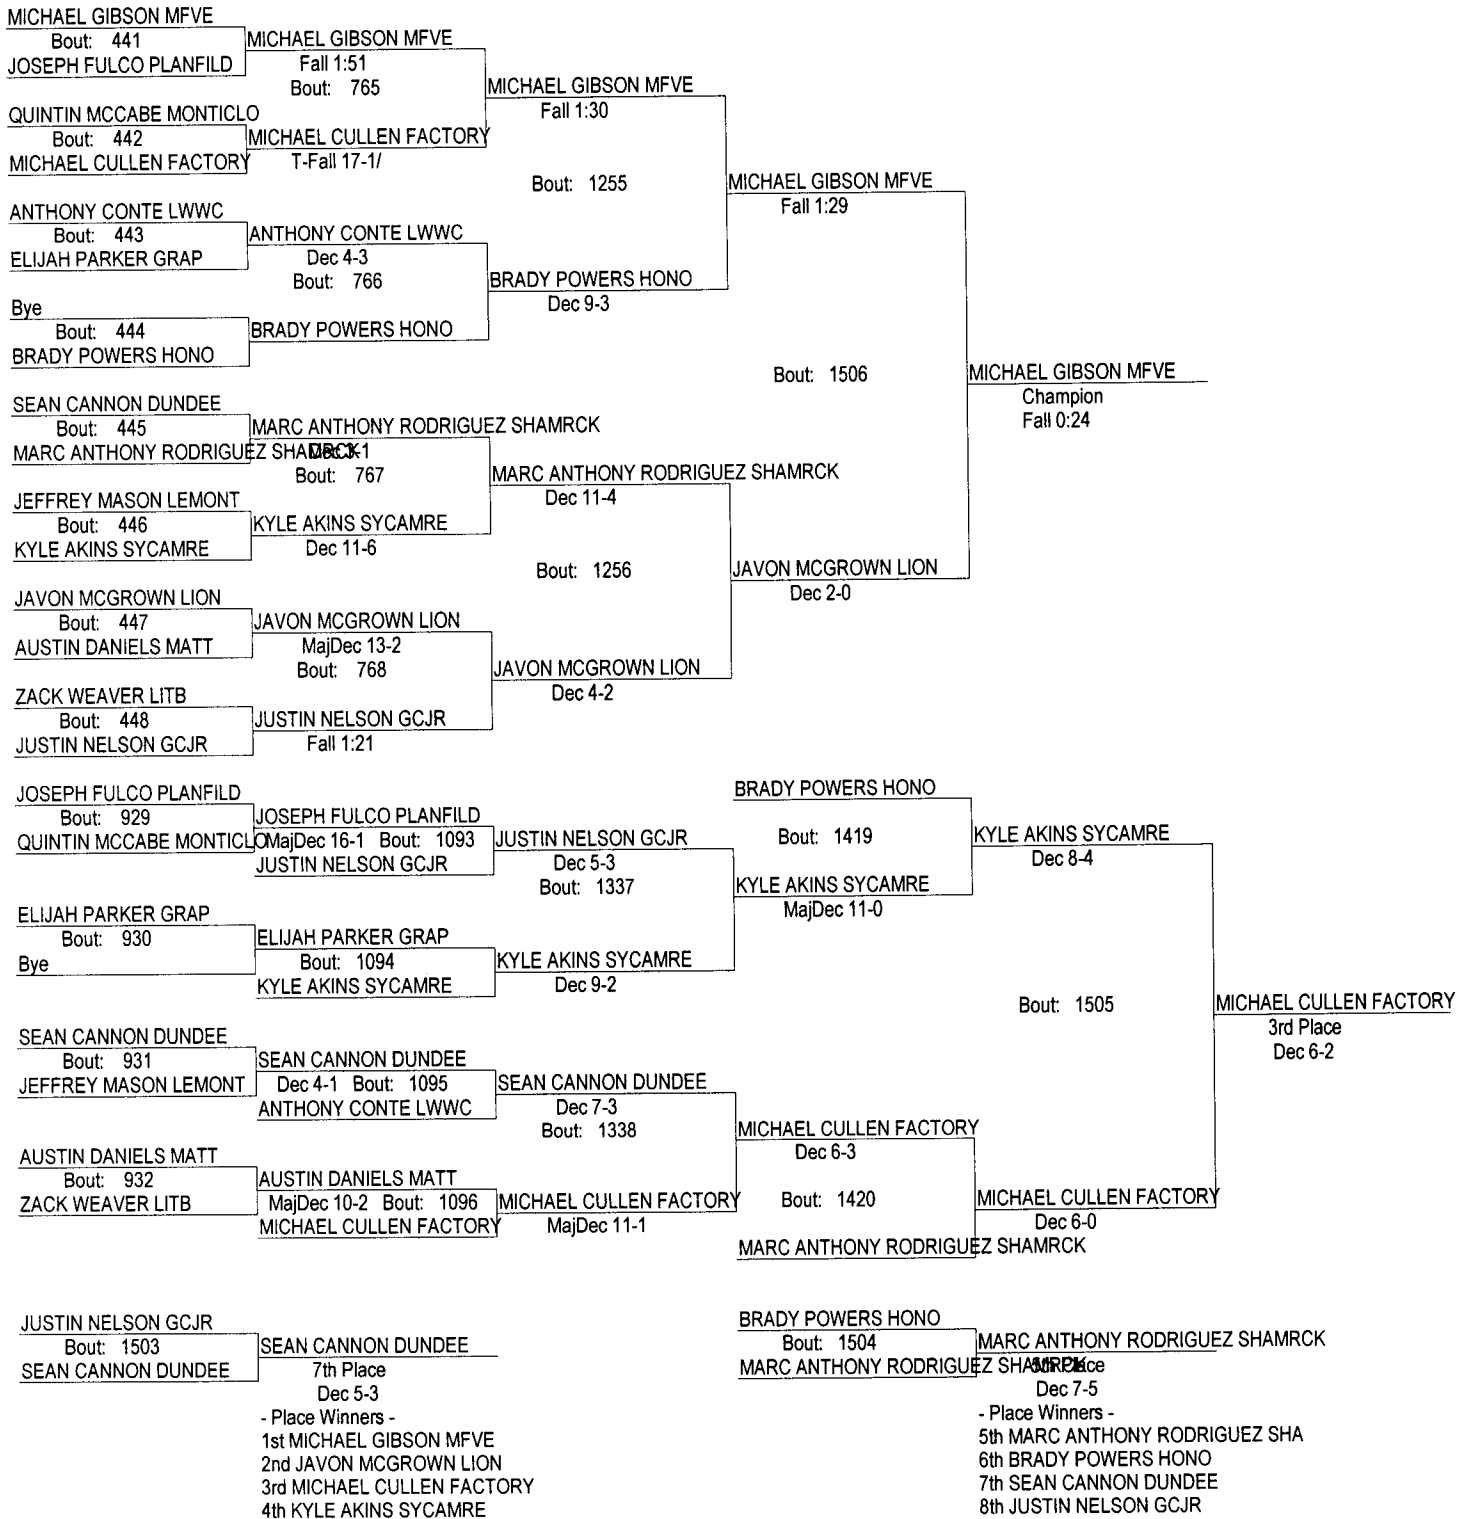 MICHAEL GIBSON MFVE
Bout: 441
JOSEPH FULCO PLANFILD
MICHAEL GIBSON MFVE
Fall 1:51
Bout: 765
QUINTIN MCCABE MONTICLO
Bout: 442
MICHAEL CULLEN FACTORY
MICHAEL CULLEN FACTORY
T-Fall 17-1/
MICHAEL GIBSON MFVE
Fall 1:30
Bout: 1255
ANTHONY CONTE LWWC
Bout: 443
ELIJAH PARKER GRAP
ANTHONY CONTE LWWC
Dec 4-3
Bout: 766
Bye
Bout: 444
BRADY POWERS HONO
BRADY POWERS HONO
BRADY POWERS HONO
Dec 9-3
MICHAEL GIBSON MFVE
Fall 1:29
Bout: 1506
MICHAEL GIBSON MFVE
Champion
Fall 0:24
SEAN CANNON DUNDEE
Bout: 445
MARC ANTHONY RODRIGUEZ SHAMRCK
MARC ANTHONY RODRIGUEZ SHAMRCK
Dec 3-1
Bout: 767
JEFFREY MASON LEMONT
Bout: 446
KYLE AKINS SYCAMRE
KYLE AKINS SYCAMRE
Dec 11-6
MARC ANTHONY RODRIGUEZ SHAMRCK
Dec 11-4
Bout: 1256
JAVON MCGROWN LION
Bout: 447
AUSTIN DANIELS MATT
JAVON MCGROWN LION
MajDec 13-2
Bout: 768
ZACK WEAVER LITB
Bout: 448
JUSTIN NELSON GCJR
JUSTIN NELSON GCJR
Fall 1:21
JAVON MCGROWN LION
Dec 4-2
JAVON MCGROWN LION
Dec 2-0
JOSEPH FULCO PLANFILD
Bout: 929
QUINTIN MCCABE MONTICLO
JOSEPH FULCO PLANFILD
MajDec 16-1 Bout: 1093
JUSTIN NELSON GCJR
JUSTIN NELSON GCJR
Dec 5-3
Bout: 1337
ELIJAH PARKER GRAP
Bout: 930
Bye
ELIJAH PARKER GRAP
Bout: 1094
KYLE AKINS SYCAMRE
KYLE AKINS SYCAMRE
Dec 9-2
BRADY POWERS HONO
Bout: 1419
KYLE AKINS SYCAMRE
MajDec 11-0
KYLE AKINS SYCAMRE
Dec 8-4
Bout: 1505
MICHAEL CULLEN FACTORY
3rd Place
Dec 6-2
SEAN CANNON DUNDEE
Bout: 931
JEFFREY MASON LEMONT
SEAN CANNON DUNDEE
Dec 4-1 Bout: 1095
ANTHONY CONTE LWWC
SEAN CANNON DUNDEE
Dec 7-3
Bout: 1338
AUSTIN DANIELS MATT
Bout: 932
ZACK WEAVER LITB
AUSTIN DANIELS MATT
MajDec 10-2 Bout: 1096
MICHAEL CULLEN FACTORY
MICHAEL CULLEN FACTORY
MajDec 11-1
MICHAEL CULLEN FACTORY
Dec 6-3
Bout: 1420
MARC ANTHONY RODRIGUEZ SHAMRCK
MICHAEL CULLEN FACTORY
Dec 6-0
JUSTIN NELSON GCJR
Bout: 1503
SEAN CANNON DUNDEE
SEAN CANNON DUNDEE
7th Place
Dec 5-3
- Place Winners -
1st MICHAEL GIBSON MFVE
2nd JAVON MCGROWN LION
3rd MICHAEL CULLEN FACTORY
4th KYLE AKINS SYCAMRE
BRADY POWERS HONO
Bout: 1504
MARC ANTHONY RODRIGUEZ SHAMRCK
MARC ANTHONY RODRIGUEZ SHAMRCK
5th Place
Dec 7-5
- Place Winners -
5th MARC ANTHONY RODRIGUEZ SHA
6th BRADY POWERS HONO
7th SEAN CANNON DUNDEE
8th JUSTIN NELSON GCJR